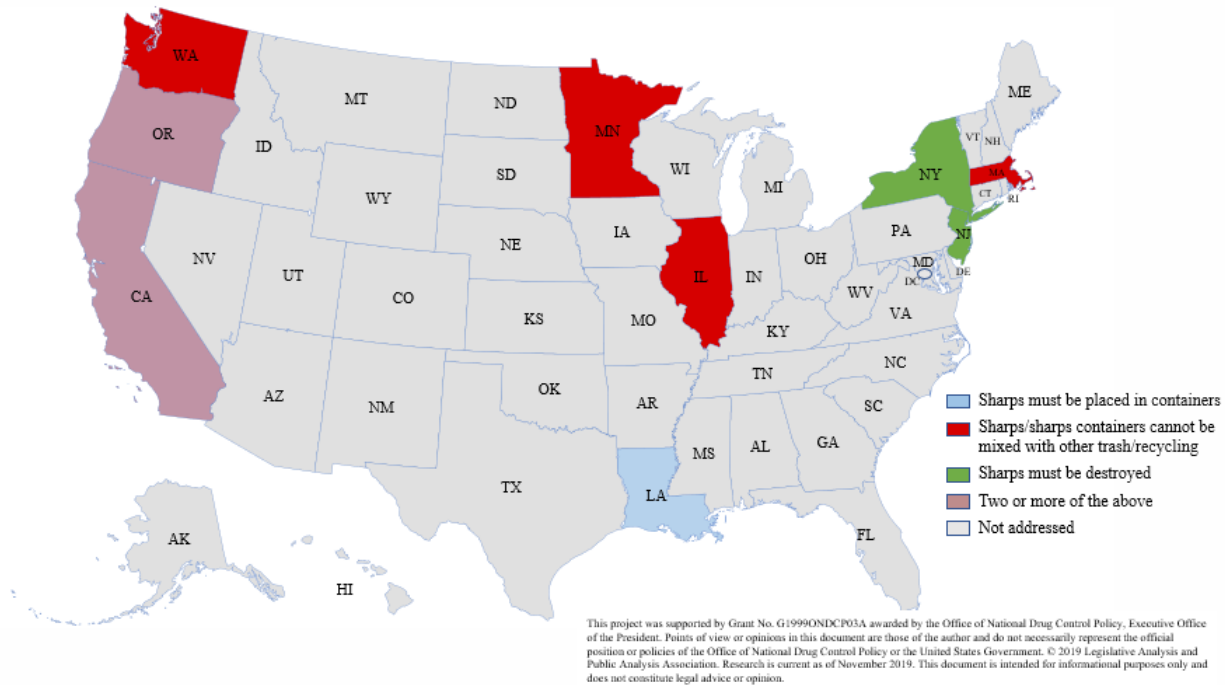 WA
MT
ND
MN
ME
OR
ID
SD
WI
VT
NH
NY
MA
MI
WY
CT
RI
IA
NE
PA
NJ
NV
UT
CO
IL
IN
OH
MD
DE
DC
CA
KS
MO
WV
VA
KY
NC
TN
AZ
NM
OK
AR
SC
MS
AL
GA
TX
LA
FL
AK
HI
Sharps must be placed in containers
Sharps/sharps containers cannot be
mixed with other trash/recycling
Sharps must be destroyed
Two or more of the above
Not addressed
This project was supported by Grant No. G1999ONDCP03A awarded by the Office of National Drug Control Policy, Executive Office
of the President. Points of view or opinions in this document are those of the author and do not necessarily represent the official
position or policies of the Office of National Drug Control Policy or the United States Government. © 2019 Legislative Analysis and
Public Analysis Association. Research is current as of November 2019. This document is intended for informational purposes only and
does not constitute legal advice or opinion.